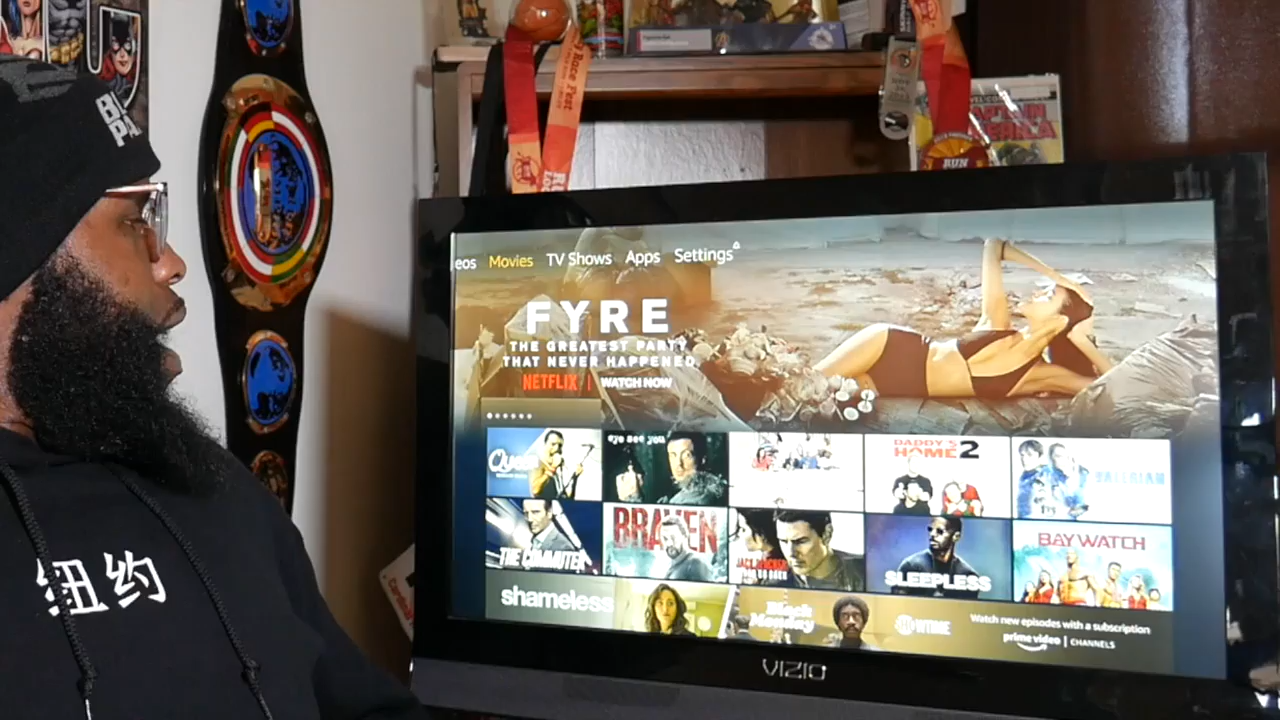 纽约
RUN
eos Movies TV Shows Apps Settings
FYRE
THE GREATEST PARTY
THAT NEVER HAPPENED.
NETFLIX | WATCH NOW
eye see you
DADDY'S
HOME 2
VALERIAN
THE COMMUTER
BRAVEN
SLEEPLESS
BAYWATCH
shameless
Black
Monday
SHOWTIME
Watch new episodes with a subscription
prime video | CHANNELS
VIZIO